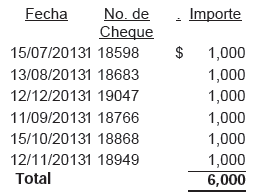 Fecha No. de . Importe
Cheque
15/07/20131 18598 $ 1,000
13/08/20131 18683 1,000
12/12/20131 19047 1,000
11/09/20131 18766 1,000
15/10/20131 18868 1,000
12/11/20131 18949 1,000
Total 6,000